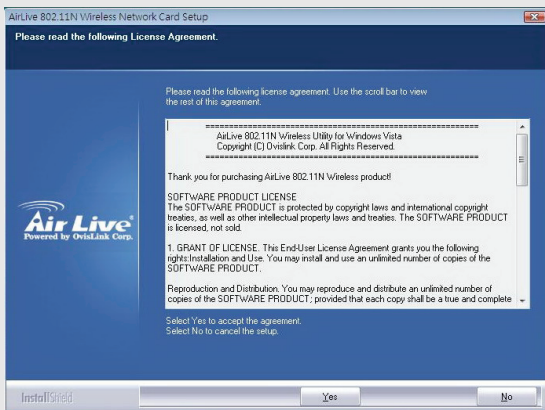 AirLive 802.11N Wireless Network Card Setup
Please read the following License Agreement.
Please read the following license agreement. Use the scroll bar to view
the rest of this agreement.
============================================================
AirLive 802.11N Wireless Utility for Windows Vista
Copyright (C) Ovislink Corp. All Rights Reserved.
============================================================
Thank you for purchasing AirLive 802.11N Wireless product!
SOFTWARE PRODUCT LICENSE
The SOFTWARE PRODUCT is protected by copyright laws and international copyright
treaties, as well as other intellectual property laws and treaties. The SOFTWARE PRODUCT
is licensed, not sold.
1. GRANT OF LICENSE. This End-User License Agreement grants you the following
rights:Installation and Use. You may install and use an unlimited number of copies of the
SOFTWARE PRODUCT.
Reproduction and Distribution. You may reproduce and distribute an unlimited number of
copies of the SOFTWARE PRODUCT; provided that each copy shall be a true and complete
Air Live
Powered by OvisLink Corp.
Select Yes to accept the agreement.
Select No to cancel the setup.
InstallShield
Yes
No